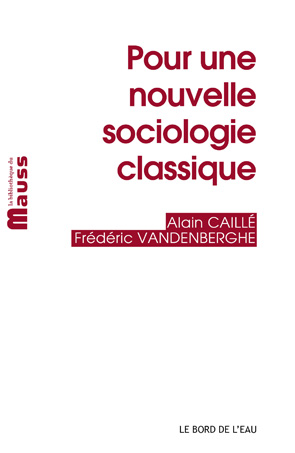 Pour une
nouvelle
sociologie
classique
la bibliothèque du
Mauss
Alain CAILLÉ
Frédéric VANDENBERGHE
LE BORD DE L'EAU